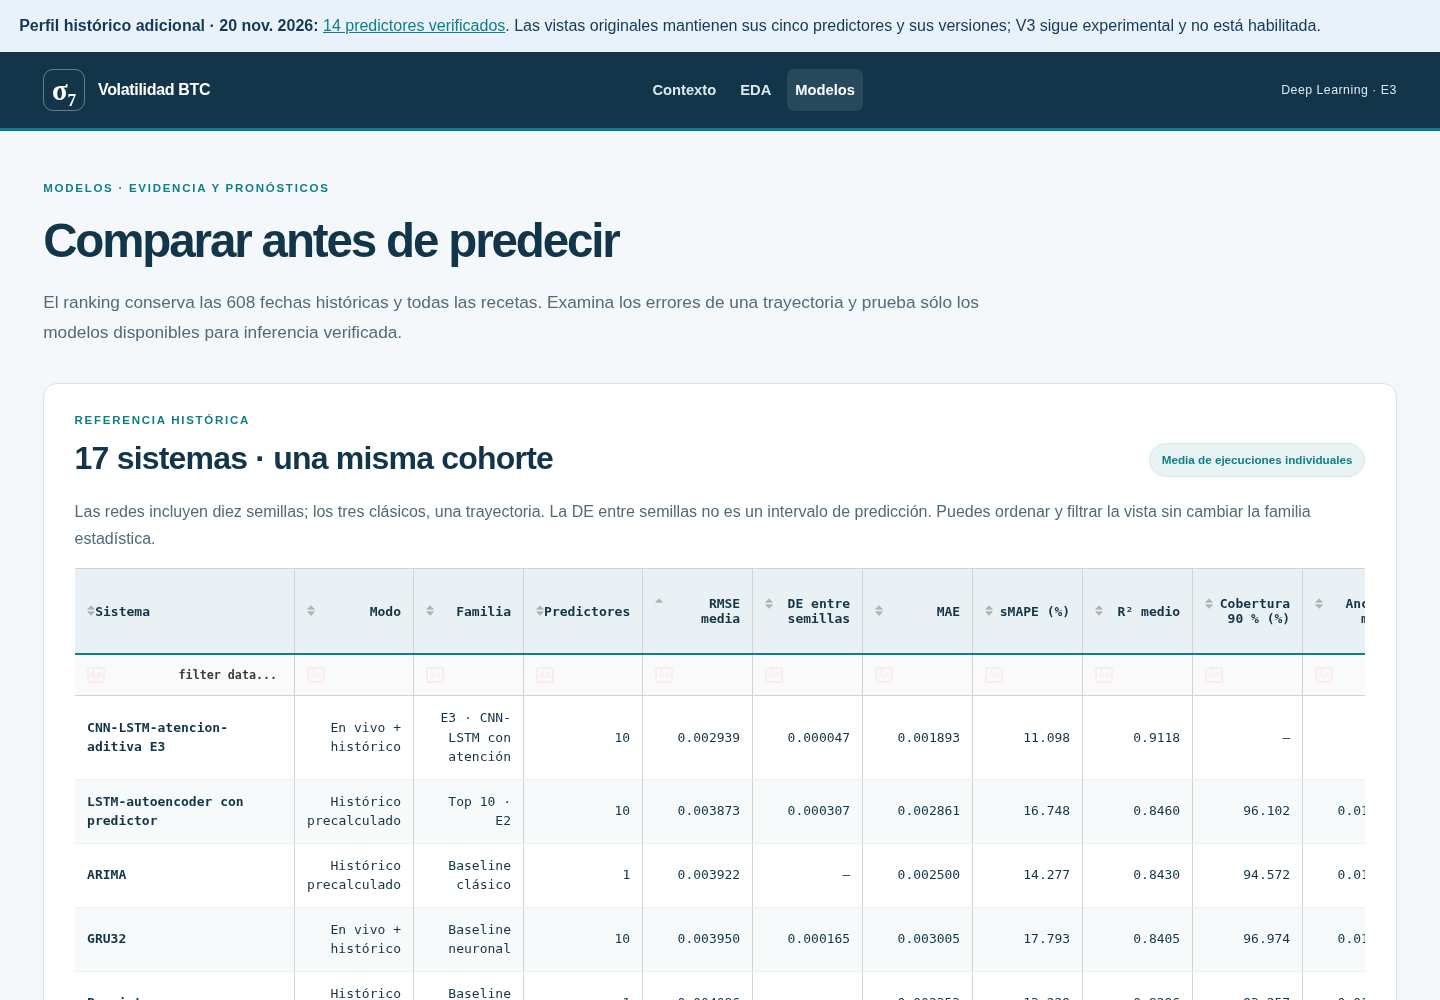 Perfil histórico adicional · 20 nov. 2026: 14 predictores verificados. Las vistas originales mantienen sus cinco predictores y sus versiones; V3 sigue experimental y no está habilitada.
σ7 Volatilidad BTC Contexto EDA Modelos Deep Learning · E3
MODELOS · EVIDENCIA Y PRONÓSTICOS
Comparar antes de predecir
El ranking conserva las 608 fechas históricas y todas las recetas. Examina los errores de una trayectoria y prueba sólo los
modelos disponibles para inferencia verificada.
REFERENCIA HISTÓRICA
17 sistemas · una misma cohorte
Media de ejecuciones individuales
Las redes incluyen diez semillas; los tres clásicos, una trayectoria. La DE entre semillas no es un intervalo de predicción. Puedes ordenar y filtrar la vista sin cambiar la familia
estadística.
Sistema Modo Familia Predictores RMSE media DE entre semillas MAE sMAPE (%) R² medio Cobertura 90 % (%)
filter data...
CNN-LSTM-atencion-aditiva E3 En vivo + histórico E3 · CNN-LSTM con atención 10 0.002939 0.000047 0.001893 11.098 0.9118 —
LSTM-autoencoder con predictor Histórico precalculado Top 10 · E2 10 0.003873 0.000307 0.002861 16.748 0.8460 96.102 0.01
ARIMA Histórico precalculado Baseline clásico 1 0.003922 — 0.002500 14.277 0.8430 94.572 0.01
GRU32 En vivo + histórico Baseline neuronal 10 0.003950 0.000165 0.003005 17.793 0.8405 96.974 0.01
Histórico Baseline